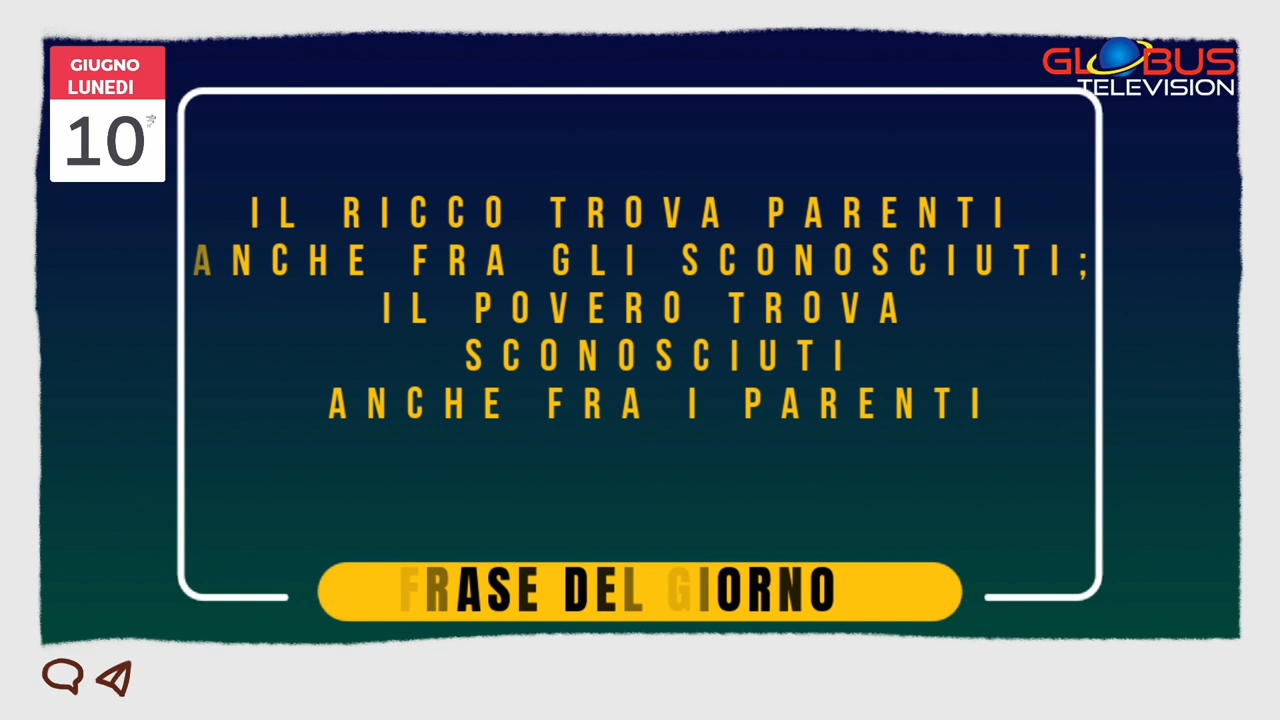 GIUGNO
LUNEDI
10
GLOBUS
TELEVISION
IL RICCO TROVA PARENTI
ANCHE FRA GLI SCONOSCIUTI;
IL POVERO TROVA
SCONOSCIUTI
ANCHE FRA I PARENTI
FRASE DEL GIORNO